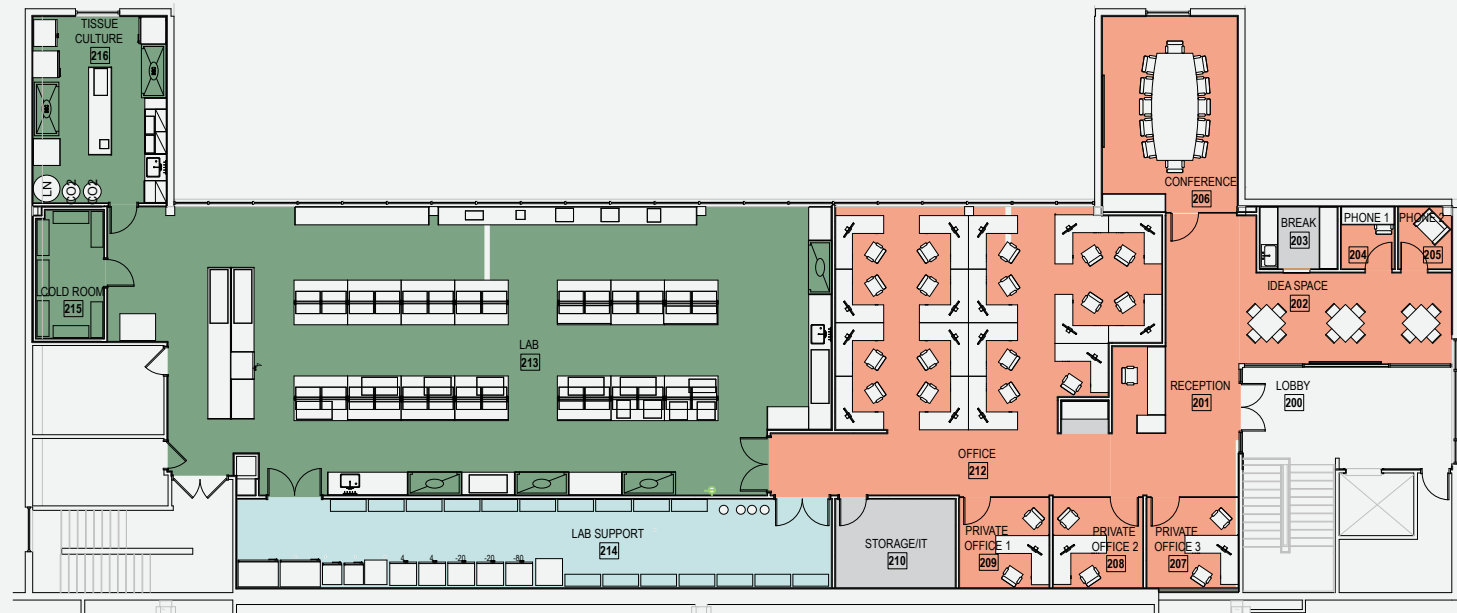 TISSUE
CULTURE
216
LN
CO2
CO2
CONFERENCE
206
BREAK
203
PHONE 1
204
PHONE 2
205
COLD ROOM
215
IDEA SPACE
202
LAB
213
RECEPTION
201
LOBBY
200
OFFICE
212
LAB SUPPORT
214
4
4
-20
-20
-80
STORAGE/IT
210
PRIVATE
OFFICE 1
209
PRIVATE
OFFICE 2
208
PRIVATE
OFFICE 3
207